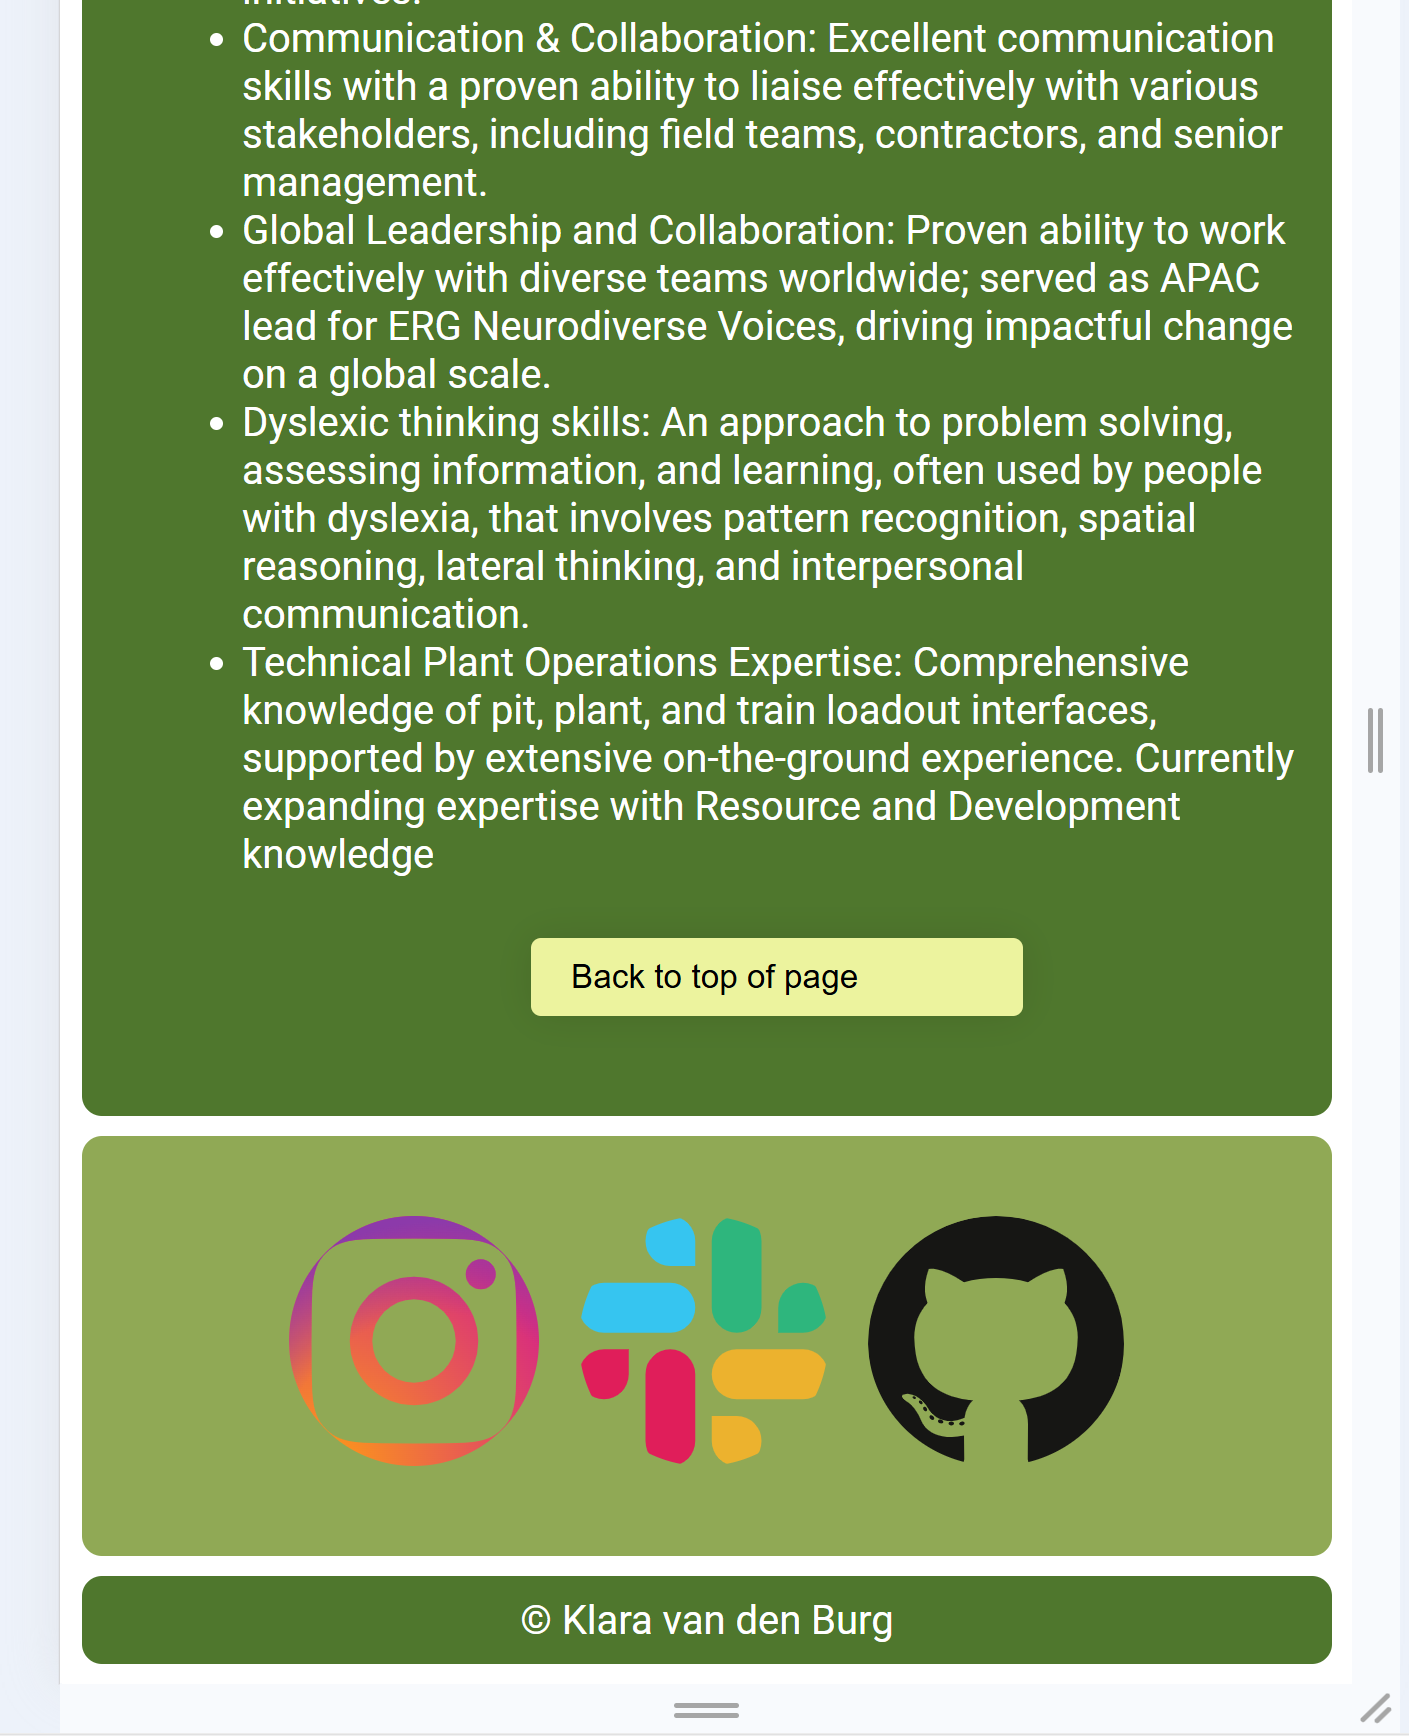 initiatives.
• Communication & Collaboration: Excellent communication
skills with a proven ability to liaise effectively with various
stakeholders, including field teams, contractors, and senior
management.
• Global Leadership and Collaboration: Proven ability to work
effectively with diverse teams worldwide; served as APAC
lead for ERG Neurodiverse Voices, driving impactful change
on a global scale.
• Dyslexic thinking skills: An approach to problem solving,
assessing information, and learning, often used by people
with dyslexia, that involves pattern recognition, spatial
reasoning, lateral thinking, and interpersonal
communication.
• Technical Plant Operations Expertise: Comprehensive
knowledge of pit, plant, and train loadout interfaces,
supported by extensive on-the-ground experience. Currently
expanding expertise with Resource and Development
knowledge
Back to top of page
© Klara van den Burg